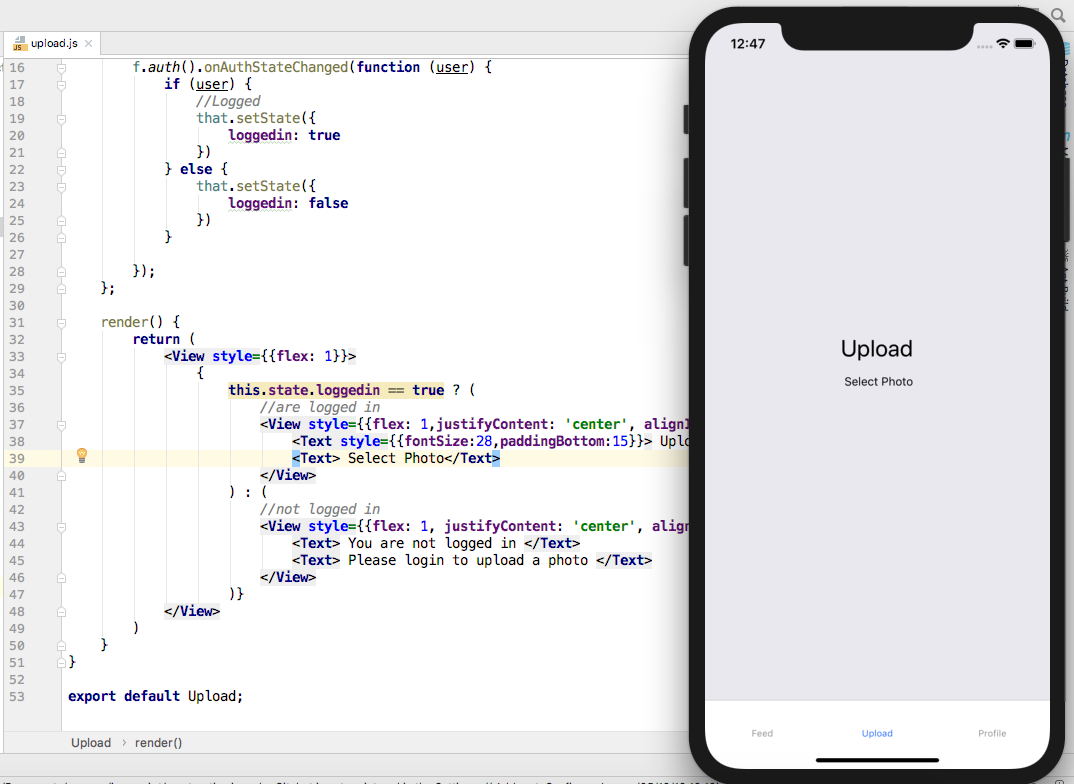 upload.js
16 f.auth().onAuthStateChanged(function (user) {
17 if (user) {
18 //Logged
19 that.setState({
20 loggedin: true
21 })
22 } else {
23 that.setState({
24 loggedin: false
25 })
26 }
27
28 });
29 };
30
31 render() {
32 return (
33 <View style={{flex: 1}}>
34 {
35 this.state.loggedin == true ? (
36 //are logged in
37 <View style={{flex: 1,justifyContent: 'center',
38 <Text style={{fontSize:28,paddingBottom:15}}>
39 <Text> Select Photo</Text>
40 </View>
41 ) : (
42 //not logged in
43 <View style={{flex: 1, justifyContent: 'center',
44 <Text> You are not logged in </Text>
45 <Text> Please login to upload a photo </Text>
46 </View>
47 )}
48 </View>
49 )
50 }
51 }
52
53 export default Upload;
Upload › render()
12:47
Upload
Select Photo
Feed Upload Profile